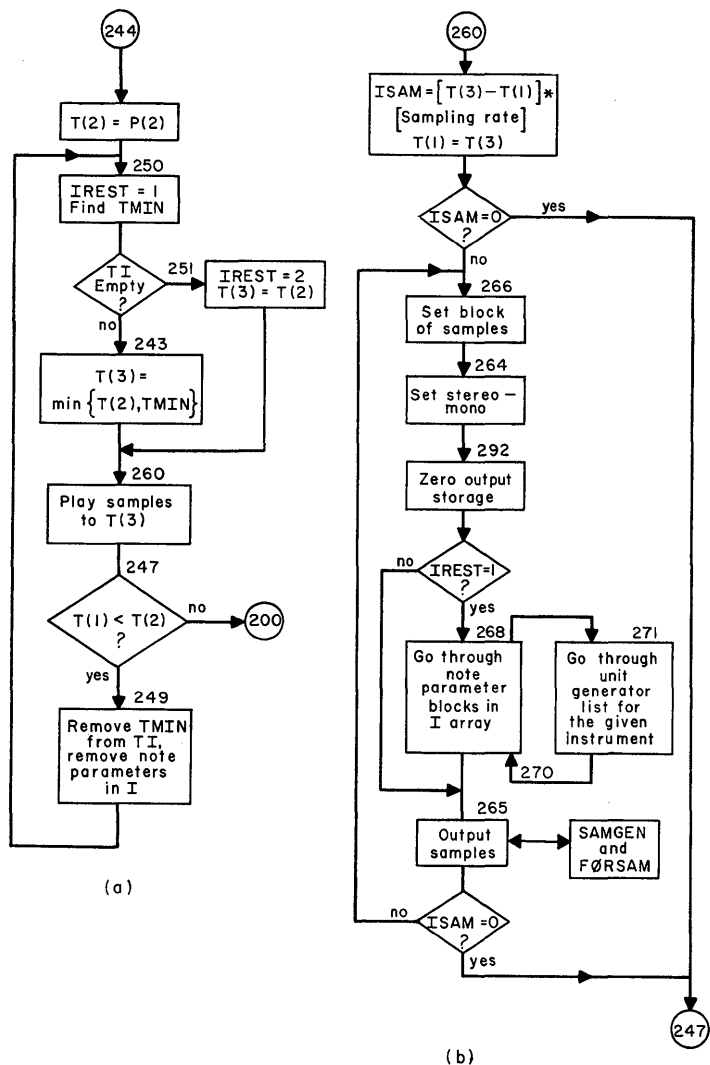 244
T(2) = P(2)
250
IREST = 1
Find TMIN
TI
Empty
?
251
IREST = 2
T(3) = T(2)
no
243
T(3) =
min {T(2),TMIN}
260
Play samples
to T(3)
247
T(1) < T(2)
?
no
200
yes
249
Remove TMIN
from TI,
remove note
parameters
in I
(a)
260
ISAM=[T(3)-T(1)]*
[Sampling rate]
T(1) = T(3)
ISAM=0
?
yes
no
266
Set block
of samples
264
Set stereo-
mono
292
Zero output
storage
no
IREST=1
?
yes
268
Go through
note
parameter
blocks in
I array
271
Go through
unit
generator
list for
the given
instrument
270
265
Output
samples
SAMGEN
and
FØRSAM
no
ISAM=0
?
yes
247
(b)